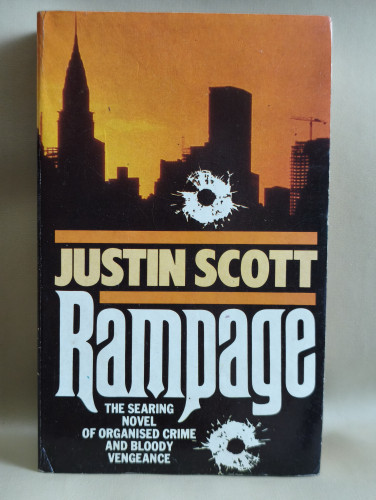 JUSTIN SCOTT
Rampage
THE SEARING
NOVEL
OF ORGANISED CRIME
AND BLOODY
VENGEANCE